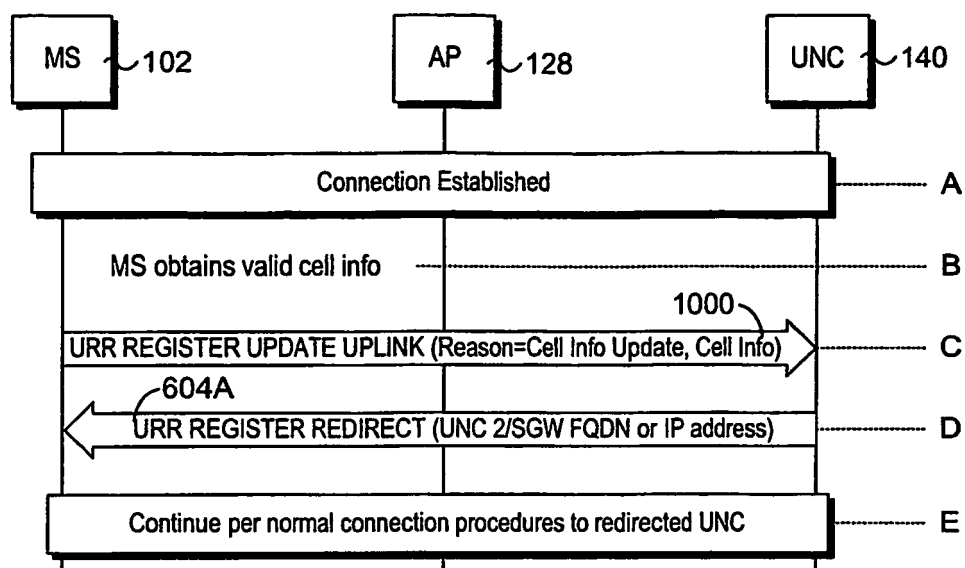 MS 102
AP 128
UNC 140
Connection Established A
MS obtains valid cell info B
1000
URR REGISTER UPDATE UPLINK (Reason=Cell Info Update, Cell Info) C
604A
URR REGISTER REDIRECT (UNC 2/SGW FQDN or IP address) D
Continue per normal connection procedures to redirected UNC E